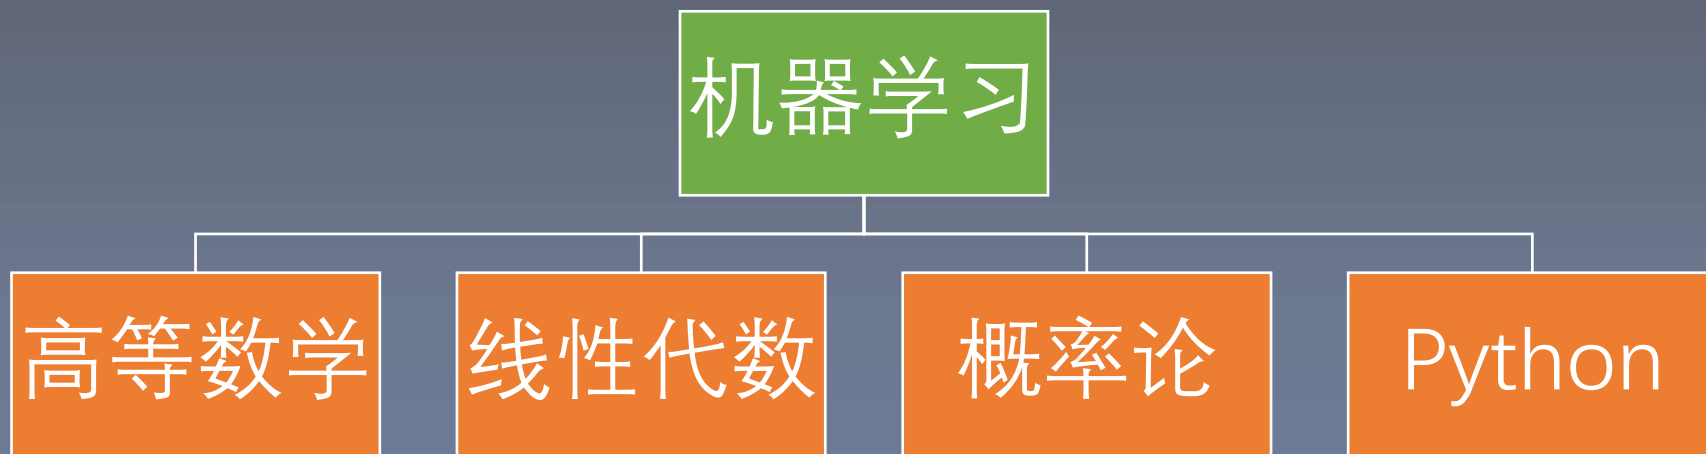 机器学习
高等数学
线性代数
概率论
Python